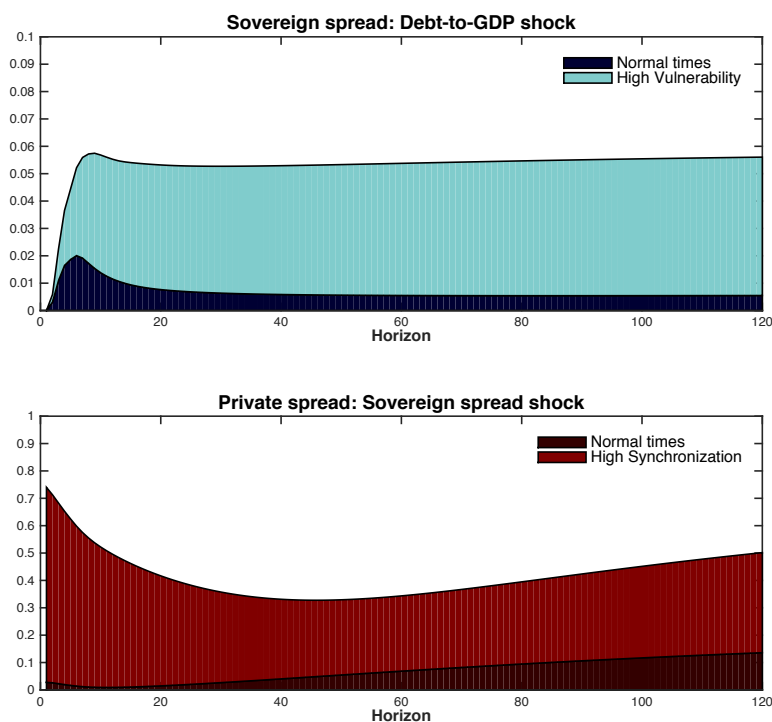 Sovereign spread: Debt-to-GDP shock
0.1
0.09
0.08
0.07
0.06
0.05
0.04
0.03
0.02
0.01
0
Normal times
High Vulnerability
0 20 40 60 80 100 120
Horizon
Private spread: Sovereign spread shock
1
0.9
0.8
0.7
0.6
0.5
0.4
0.3
0.2
0.1
0
Normal times
High Synchronization
0 20 40 60 80 100 120
Horizon